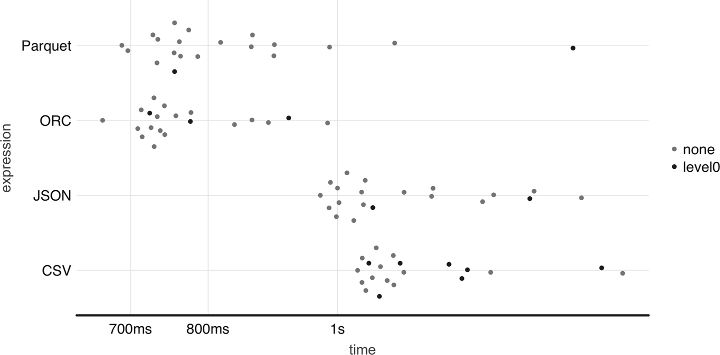 Parquet
ORC
JSON
CSV
expression
700ms
800ms
1s
time
none
level0